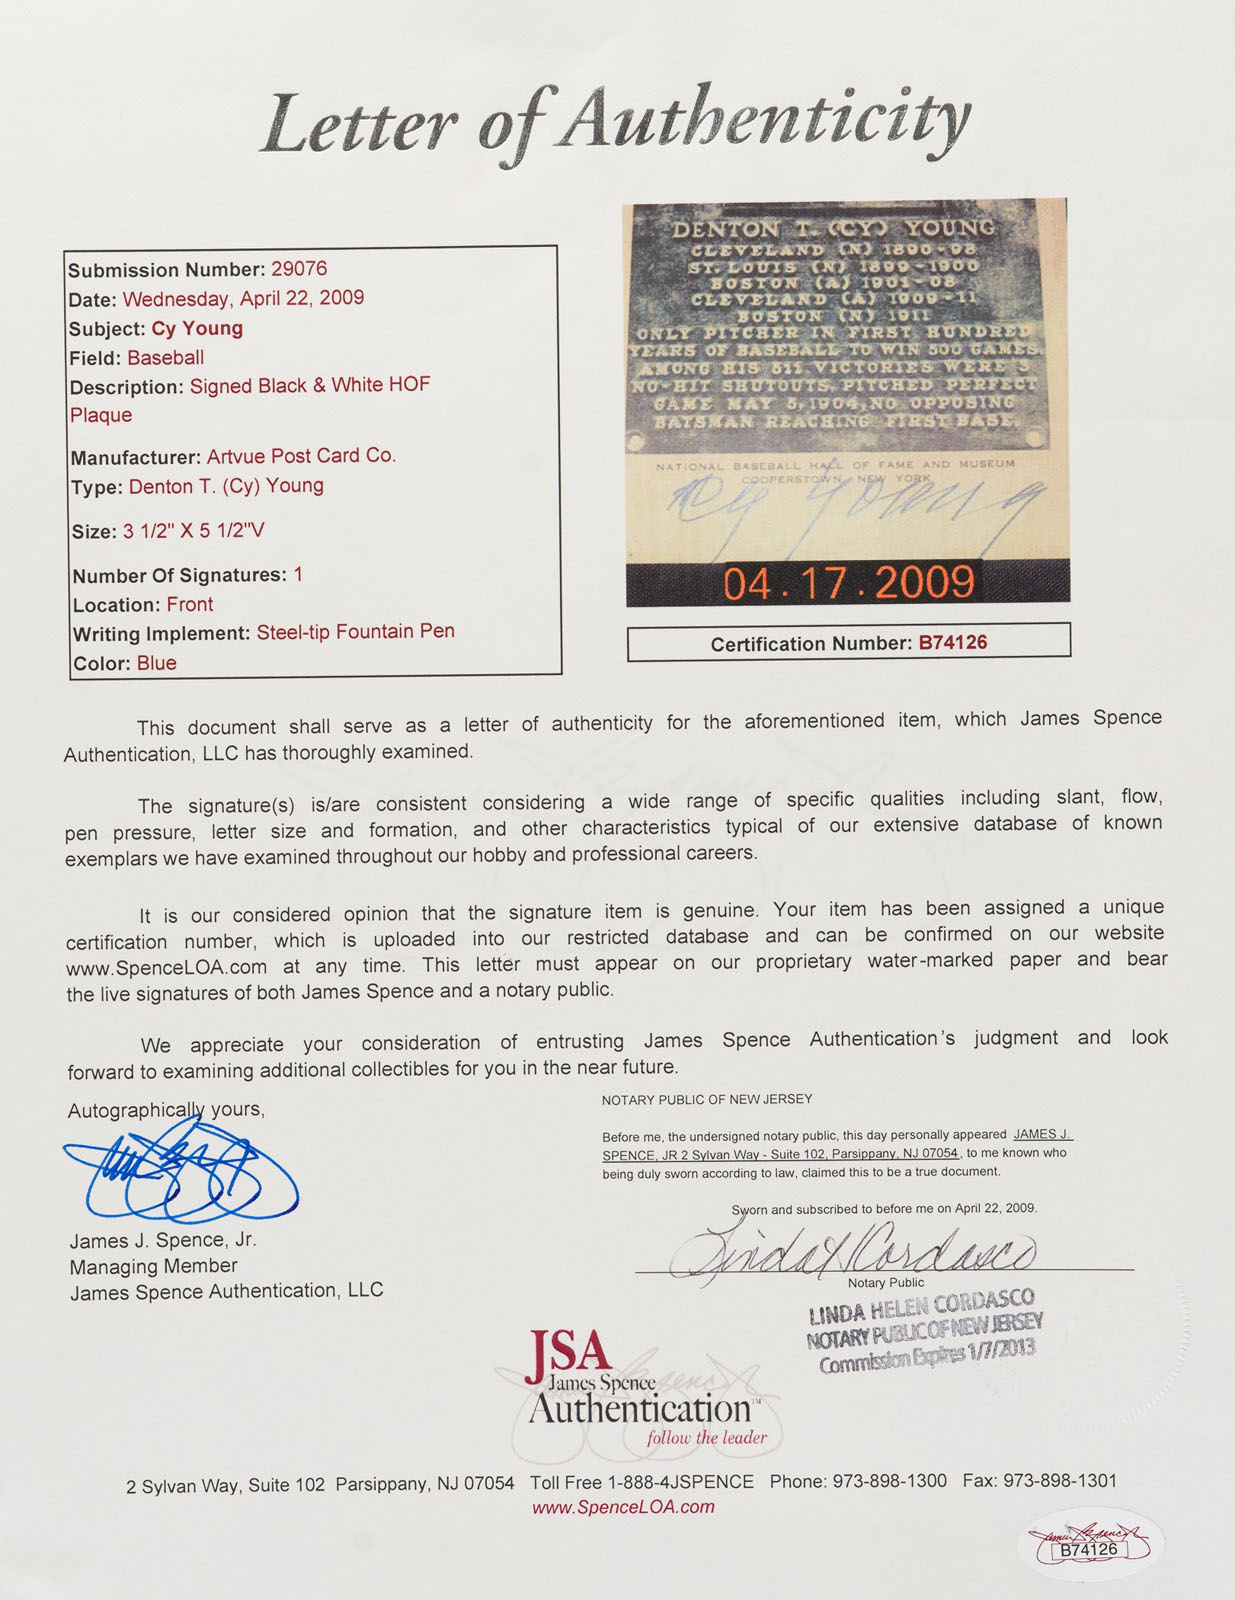 Letter of Authenticity
Submission Number: 29076
Date: Wednesday, April 22, 2009
Subject: Cy Young
Field: Baseball
Description: Signed Black & White HOF
Plaque
Manufacturer: Artvue Post Card Co.
Type: Denton T. (Cy) Young
Size: 3 1/2" X 5 1/2"V
Number Of Signatures: 1
Location: Front
Writing Implement: Steel-tip Fountain Pen
Color: Blue
DENTON T. (CY) YOUNG
CLEVELAND (N) 1890-98
ST. LOUIS (N) 1899-1900
BOSTON (A) 1901-08
CLEVELAND (A) 1909-11
BOSTON (N) 1911
ONLY PITCHER IN FIRST HUNDRED
YEARS OF BASEBALL TO WIN 500 GAMES.
AMONG HIS 511 VICTORIES WERE 3
NO-HIT SHUTOUTS. PITCHED PERFECT
GAME MAY 5, 1904, NO OPPOSING
BATSMAN REACHING FIRST BASE.
NATIONAL BASEBALL HALL OF FAME AND MUSEUM
COOPERSTOWN, NEW YORK
Cy Young
04.17.2009
Certification Number: B74126
This document shall serve as a letter of authenticity for the aforementioned item, which James Spence
Authentication, LLC has thoroughly examined.
The signature(s) is/are consistent considering a wide range of specific qualities including slant, flow,
pen pressure, letter size and formation, and other characteristics typical of our extensive database of known
exemplars we have examined throughout our hobby and professional careers.
It is our considered opinion that the signature item is genuine. Your item has been assigned a unique
certification number, which is uploaded into our restricted database and can be confirmed on our website
www.SpenceLOA.com at any time. This letter must appear on our proprietary water-marked paper and bear
the live signatures of both James Spence and a notary public.
We appreciate your consideration of entrusting James Spence Authentication's judgment and look
forward to examining additional collectibles for you in the near future.
Autographically yours,
James J. Spence, Jr.
Managing Member
James Spence Authentication, LLC
NOTARY PUBLIC OF NEW JERSEY
Before me, the undersigned notary public, this day personally appeared JAMES J.
SPENCE, JR 2 Sylvan Way - Suite 102, Parsippany, NJ 07054, to me known who
being duly sworn according to law, claimed this to be a true document.
Sworn and subscribed to before me on April 22, 2009.
Linda H Cordasco
Notary Public
LINDA HELEN CORDASCO
NOTARY PUBLIC OF NEW JERSEY
Commission Expires 1/7/2013
JSA
James Spence
Authentication™
follow the leader
2 Sylvan Way, Suite 102 Parsippany, NJ 07054 Toll Free 1-888-4JSPENCE Phone: 973-898-1300 Fax: 973-898-1301
www.SpenceLOA.com
B74126